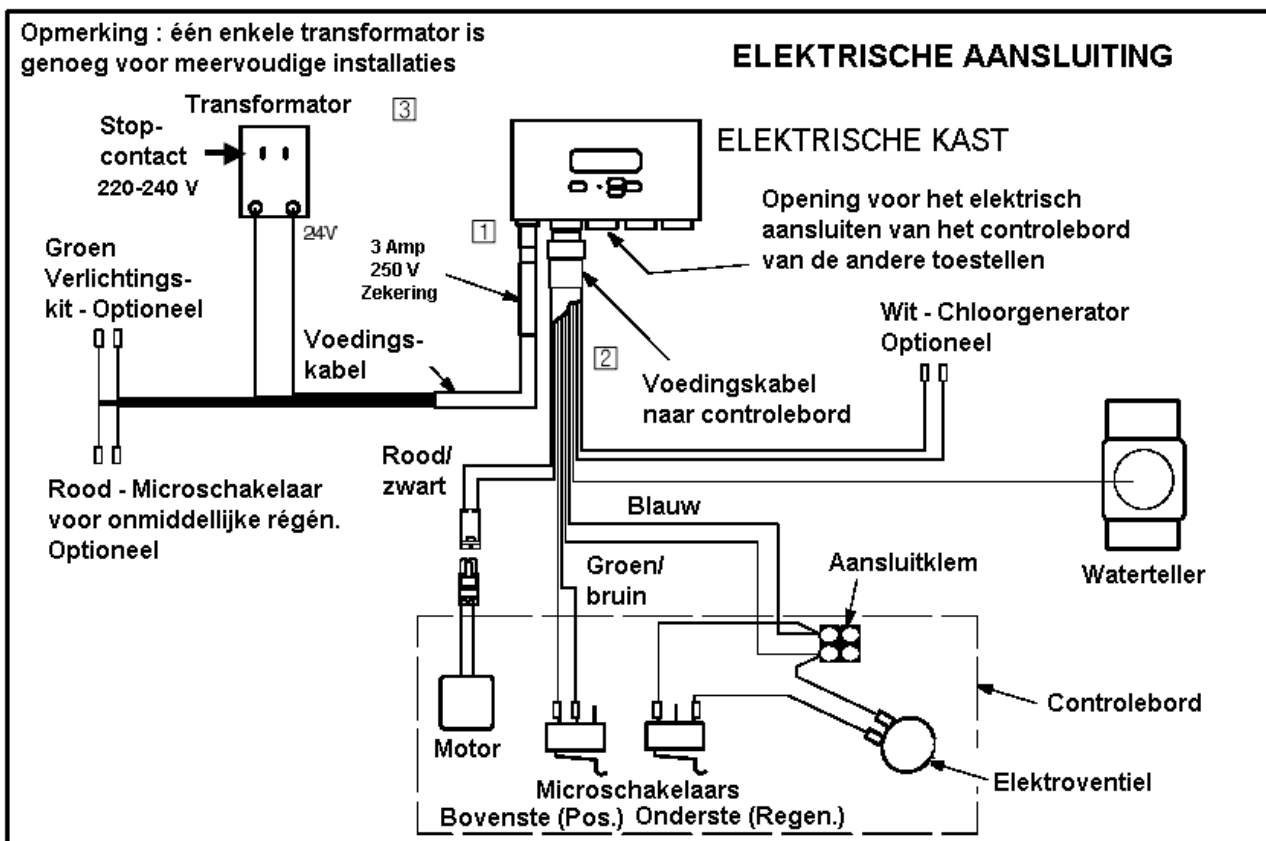 Opmerking : één enkele transformator is
genoeg voor meervoudige installaties
ELEKTRISCHE AANSLUITING
Transformator
3
Stop-
contact
220-240 V
24V
ELEKTRISCHE KAST
Opening voor het elektrisch
aansluiten van het controlebord
van de andere toestellen
1
3 Amp
250 V
Zekering
Groen
Verlichtings-
kit - Optioneel
Voedings-
kabel
2
Voedingskabel
naar controlebord
Wit - Chloorgenerator
Optioneel
Rood/
zwart
Rood - Microschakelaar
voor onmiddellijke régén.
Optioneel
Blauw
Groen/
bruin
Aansluitklem
Waterteller
Controlebord
Motor
Elektroventiel
Microschakelaars
Bovenste (Pos.) Onderste (Regen.)